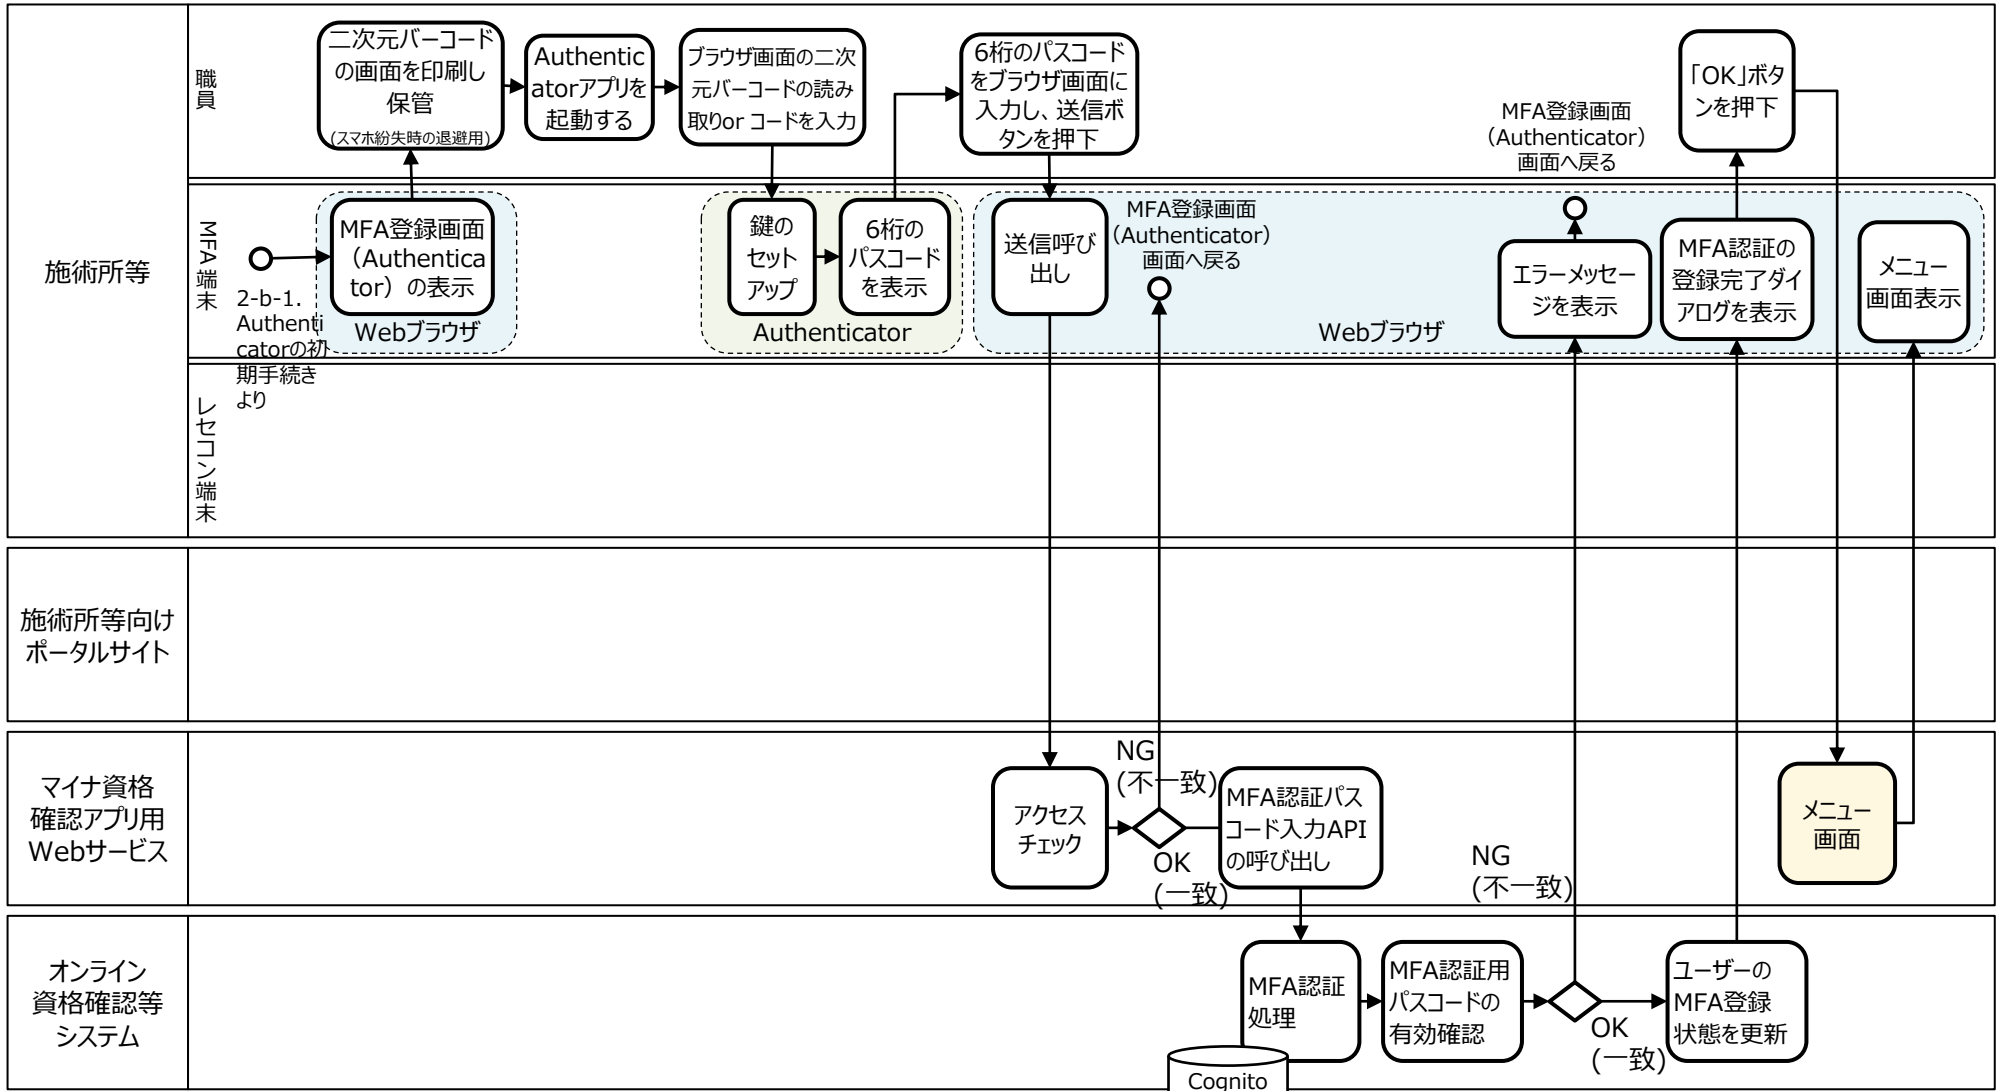 施術所等
職員
二次元バーコード
の画面を印刷し
保管
(スマホ紛失時の退避用)
Authentic
atorアプリを
起動する
ブラウザ画面の二次
元バーコードの読み
取りor コードを入力
6桁のパスコード
をブラウザ画面に
入力し、送信ボ
タンを押下
MFA登録画面
（Authenticator）
画面へ戻る
「OK」ボタ
ンを押下
MFA端末
2-b-1.
Authenti
catorの初
期手続き
より
MFA登録画面
（Authentica
tor）の表示
Webブラウザ
鍵の
セット
アップ
6桁の
パスコード
を表示
Authenticator
送信呼び
出し
MFA登録画面
（Authenticator）
画面へ戻る
Webブラウザ
エラーメッセー
ジを表示
MFA認証の
登録完了ダイ
アログを表示
メニュー
画面表示
レセコン端末
施術所等向け
ポータルサイト
マイナ資格
確認アプリ用
Webサービス
アクセス
チェック
NG
(不一致)
OK
(一致)
MFA認証パス
コード入力API
の呼び出し
NG
(不一致)
メニュー
画面
オンライン
資格確認等
システム
MFA認証
処理
Cognito
MFA認証用
パスコードの
有効確認
OK
(一致)
ユーザーの
MFA登録
状態を更新